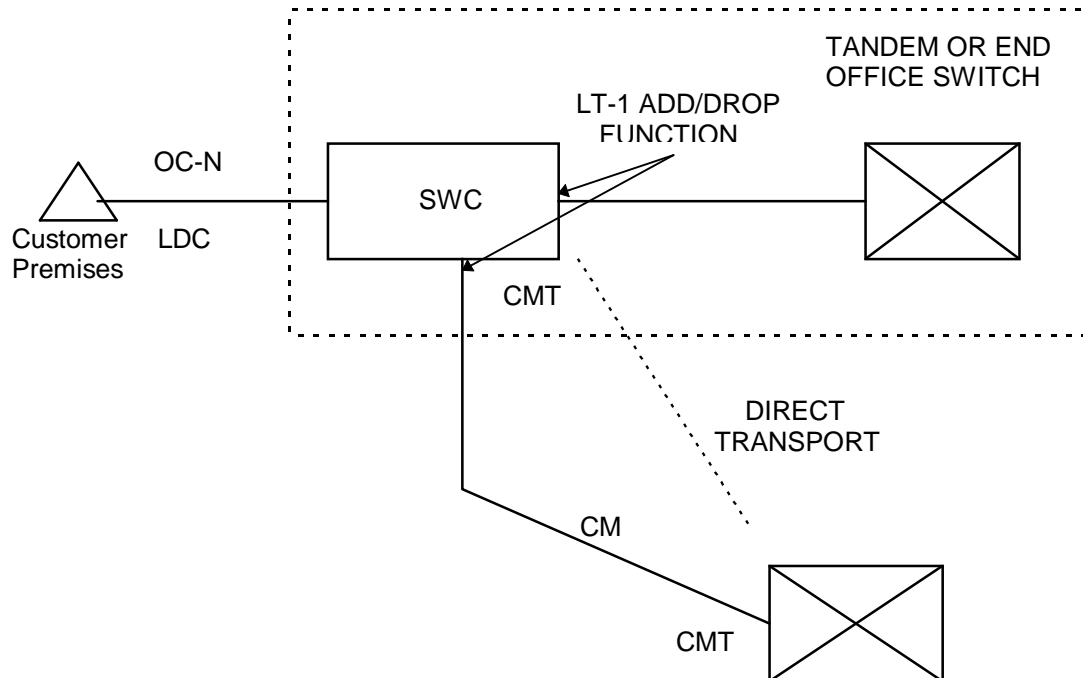 TANDEM OR END
OFFICE SWITCH
LT-1 ADD/DROP
FUNCTION
OC-N
SWC
LDC
Customer
Premises
CMT
DIRECT
TRANSPORT
CM
CMT